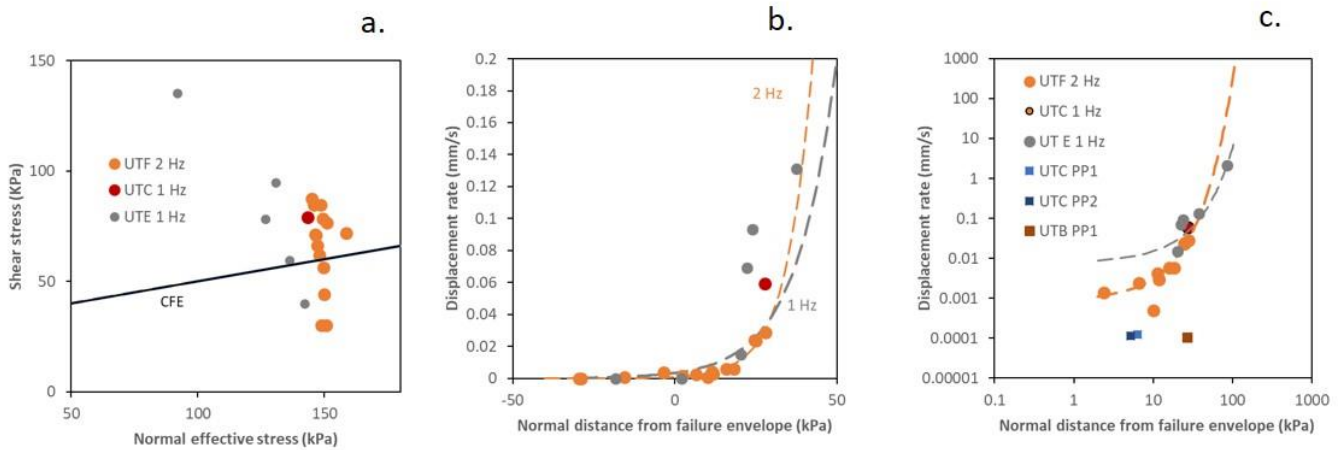 a.
150
100
50
0
50
100
150
Shear stress (KPa)
Normal effective stress (kPa)
UTF 2 Hz
UTC 1 Hz
UTE 1 Hz
CFE
b.
0.2
0.18
0.16
0.14
0.12
0.1
0.08
0.06
0.04
0.02
0
-50
0
50
Displacement rate (mm/s)
Normal distance from failure envelope (kPa)
2 Hz
1 Hz
c.
1000
100
10
1
0.1
0.01
0.001
0.0001
0.00001
0.1
1
10
100
1000
Displacement rate (mm/s)
Normal distance from failure envelope (kPa)
UTF 2 Hz
UTC 1 Hz
UT E 1 Hz
UTC PP1
UTC PP2
UTB PP1